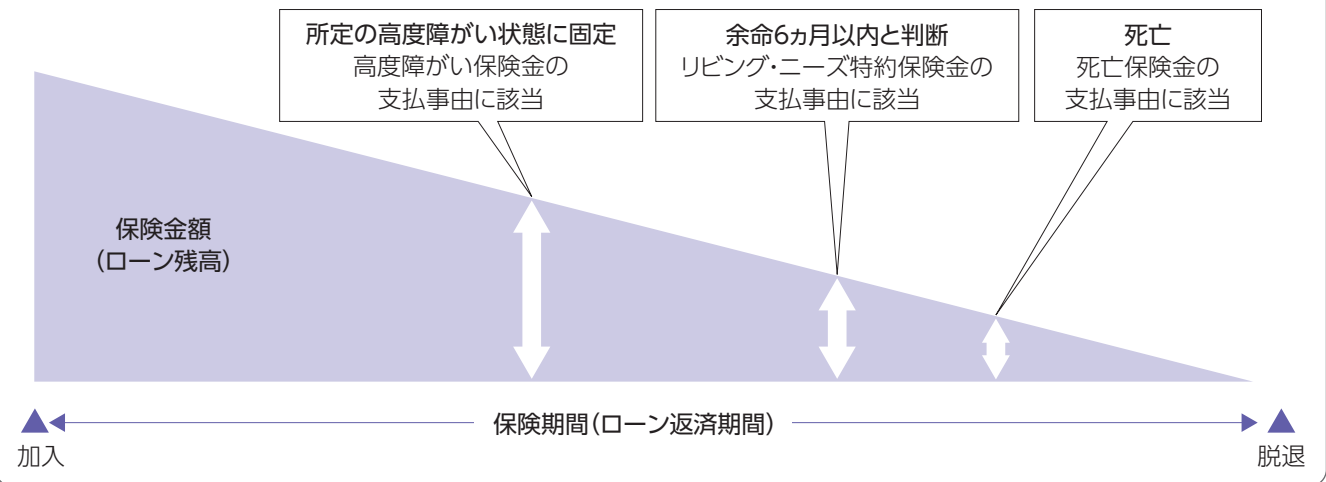 所定の高度障がい状態に固定
高度障がい保険金の
支払事由に該当
余命6ヵ月以内と判断
リビング・ニーズ特約保険金の
支払事由に該当
死亡
死亡保険金の
支払事由に該当
保険金額
(ローン残高)
保険期間(ローン返済期間)
加入
脱退